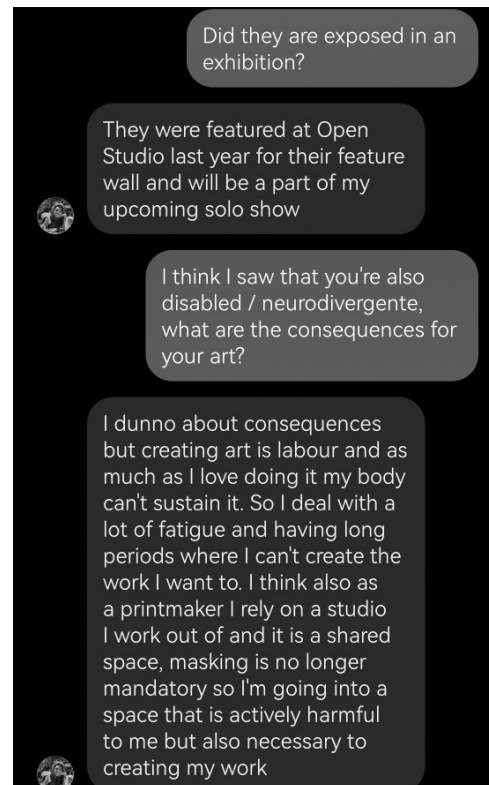 Did they are exposed in an
exhibition?
They were featured at Open
Studio last year for their feature
wall and will be a part of my
upcoming solo show
I think I saw that you're also
disabled / neurodivergente,
what are the consequences for
your art?
I dunno about consequences
but creating art is labour and as
much as I love doing it my body
can't sustain it. So I deal with a
lot of fatigue and having long
periods where I can't create the
work I want to. I think also as
a printmaker I rely on a studio
I work out of and it is a shared
space, masking is no longer
mandatory so I'm going into a
space that is actively harmful
to me but also necessary to
creating my work